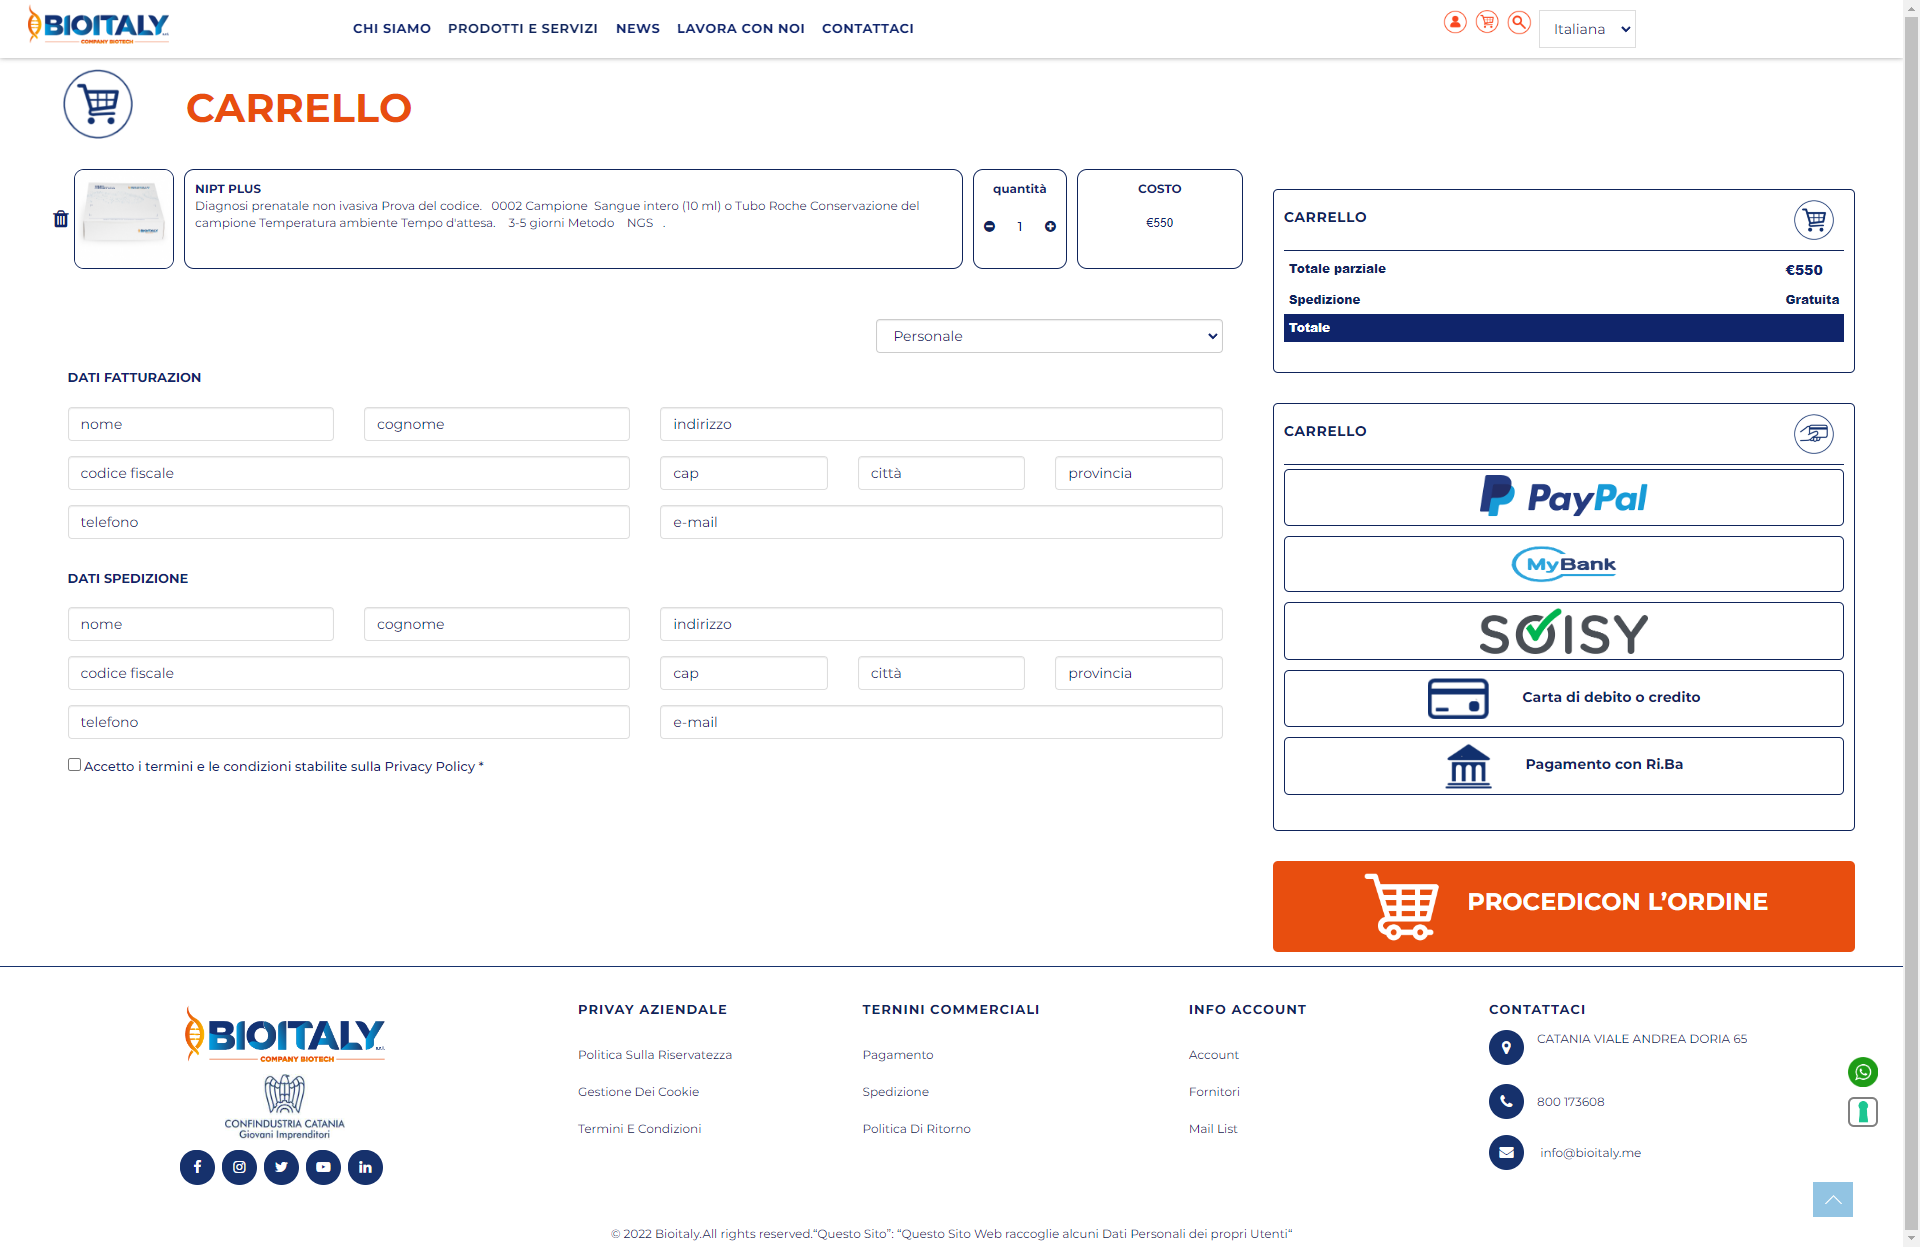 BIOITALY s.r.l.
COMPANY BIOTECH
CHI SIAMO
PRODOTTI E SERVIZI
NEWS
LAVORA CON NOI
CONTATTACI
Italiana
CARRELLO
NIPT PLUS
Diagnosi prenatale non ivasiva Prova del codice. 0002 Campione Sangue intero (10 ml) o Tubo Roche Conservazione del
campione Temperatura ambiente Tempo d'attesa. 3-5 giorni Metodo NGS .
quantità
1
COSTO
€550
CARRELLO
Totale parziale €550
Spedizione Gratuita
Totale
Personale
DATI FATTURAZION
nome
cognome
indirizzo
codice fiscale
cap
città
provincia
telefono
e-mail
DATI SPEDIZIONE
nome
cognome
indirizzo
codice fiscale
cap
città
provincia
telefono
e-mail
Accetto i termini e le condizioni stabilite sulla Privacy Policy *
CARRELLO
PayPal
MyBank
SOISY
Carta di debito o credito
Pagamento con Ri.Ba
PROCEDICON L’ORDINE
BIOITALY s.r.l.
COMPANY BIOTECH
CONFINDUSTRIA CATANIA
Giovani Imprenditori
PRIVAY AZIENDALE
Politica Sulla Riservatezza
Gestione Dei Cookie
Termini E Condizioni
TERNINI COMMERCIALI
Pagamento
Spedizione
Politica Di Ritorno
INFO ACCOUNT
Account
Fornitori
Mail List
CONTATTACI
CATANIA VIALE ANDREA DORIA 65
800 173608
info@bioitaly.me
© 2022 Bioitaly.All rights reserved.“Questo Sito”: “Questo Sito Web raccoglie alcuni Dati Personali dei propri Utenti“